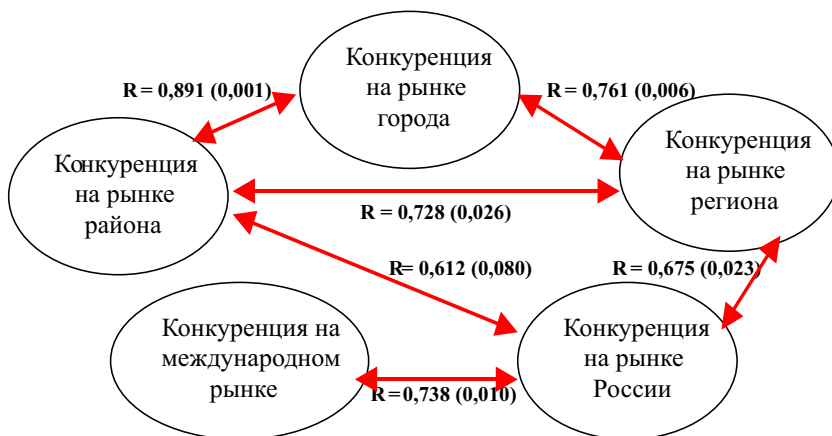 Конкуренция
на рынке
города
R = 0,891 (0,001)
R = 0,761 (0,006)
Конкуренция
на рынке
района
Конкуренция
на рынке
региона
R = 0,728 (0,026)
R= 0,612 (0,080)
R = 0,675 (0,023)
Конкуренция на
международном
рынке
Конкуренция
на рынке
России
R=0,738 (0,010)